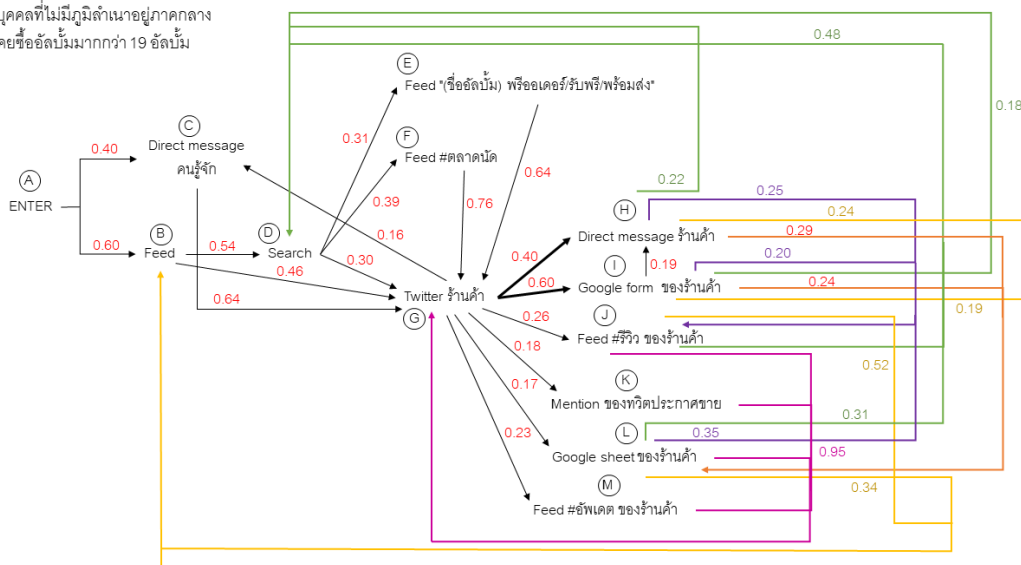 บุคคลที่ไม่มีภูมิลำเนาอยู่ภาคกลาง
เคยซื้ออัลบั้มมากกว่า 19 อัลบั้ม
0.48
E
Feed "(ชื่ออัลบั้ม) พรีออเดอร์/รับพรี/พร้อมส่ง"
0.18
C
Direct message
คนรู้จัก
0.31
F
Feed #ตลาดนัด
0.40
0.64
A
ENTER
0.39
0.76
0.22
0.25
H
0.24
Direct message ร้านค้า
0.29
0.16
B
D
0.60
Feed
0.54
Search
0.30
0.40
0.20
I
0.19
0.46
0.60
Google form ของร้านค้า
0.24
Twitter ร้านค้า
0.64
G
0.26
J
0.19
Feed #รีวิว ของร้านค้า
0.18
0.52
K
0.17
Mention ของทวิตประกาศขาย
0.31
L
0.23
0.35
0.95
Google sheet ของร้านค้า
M
0.34
Feed #อัพเดต ของร้านค้า